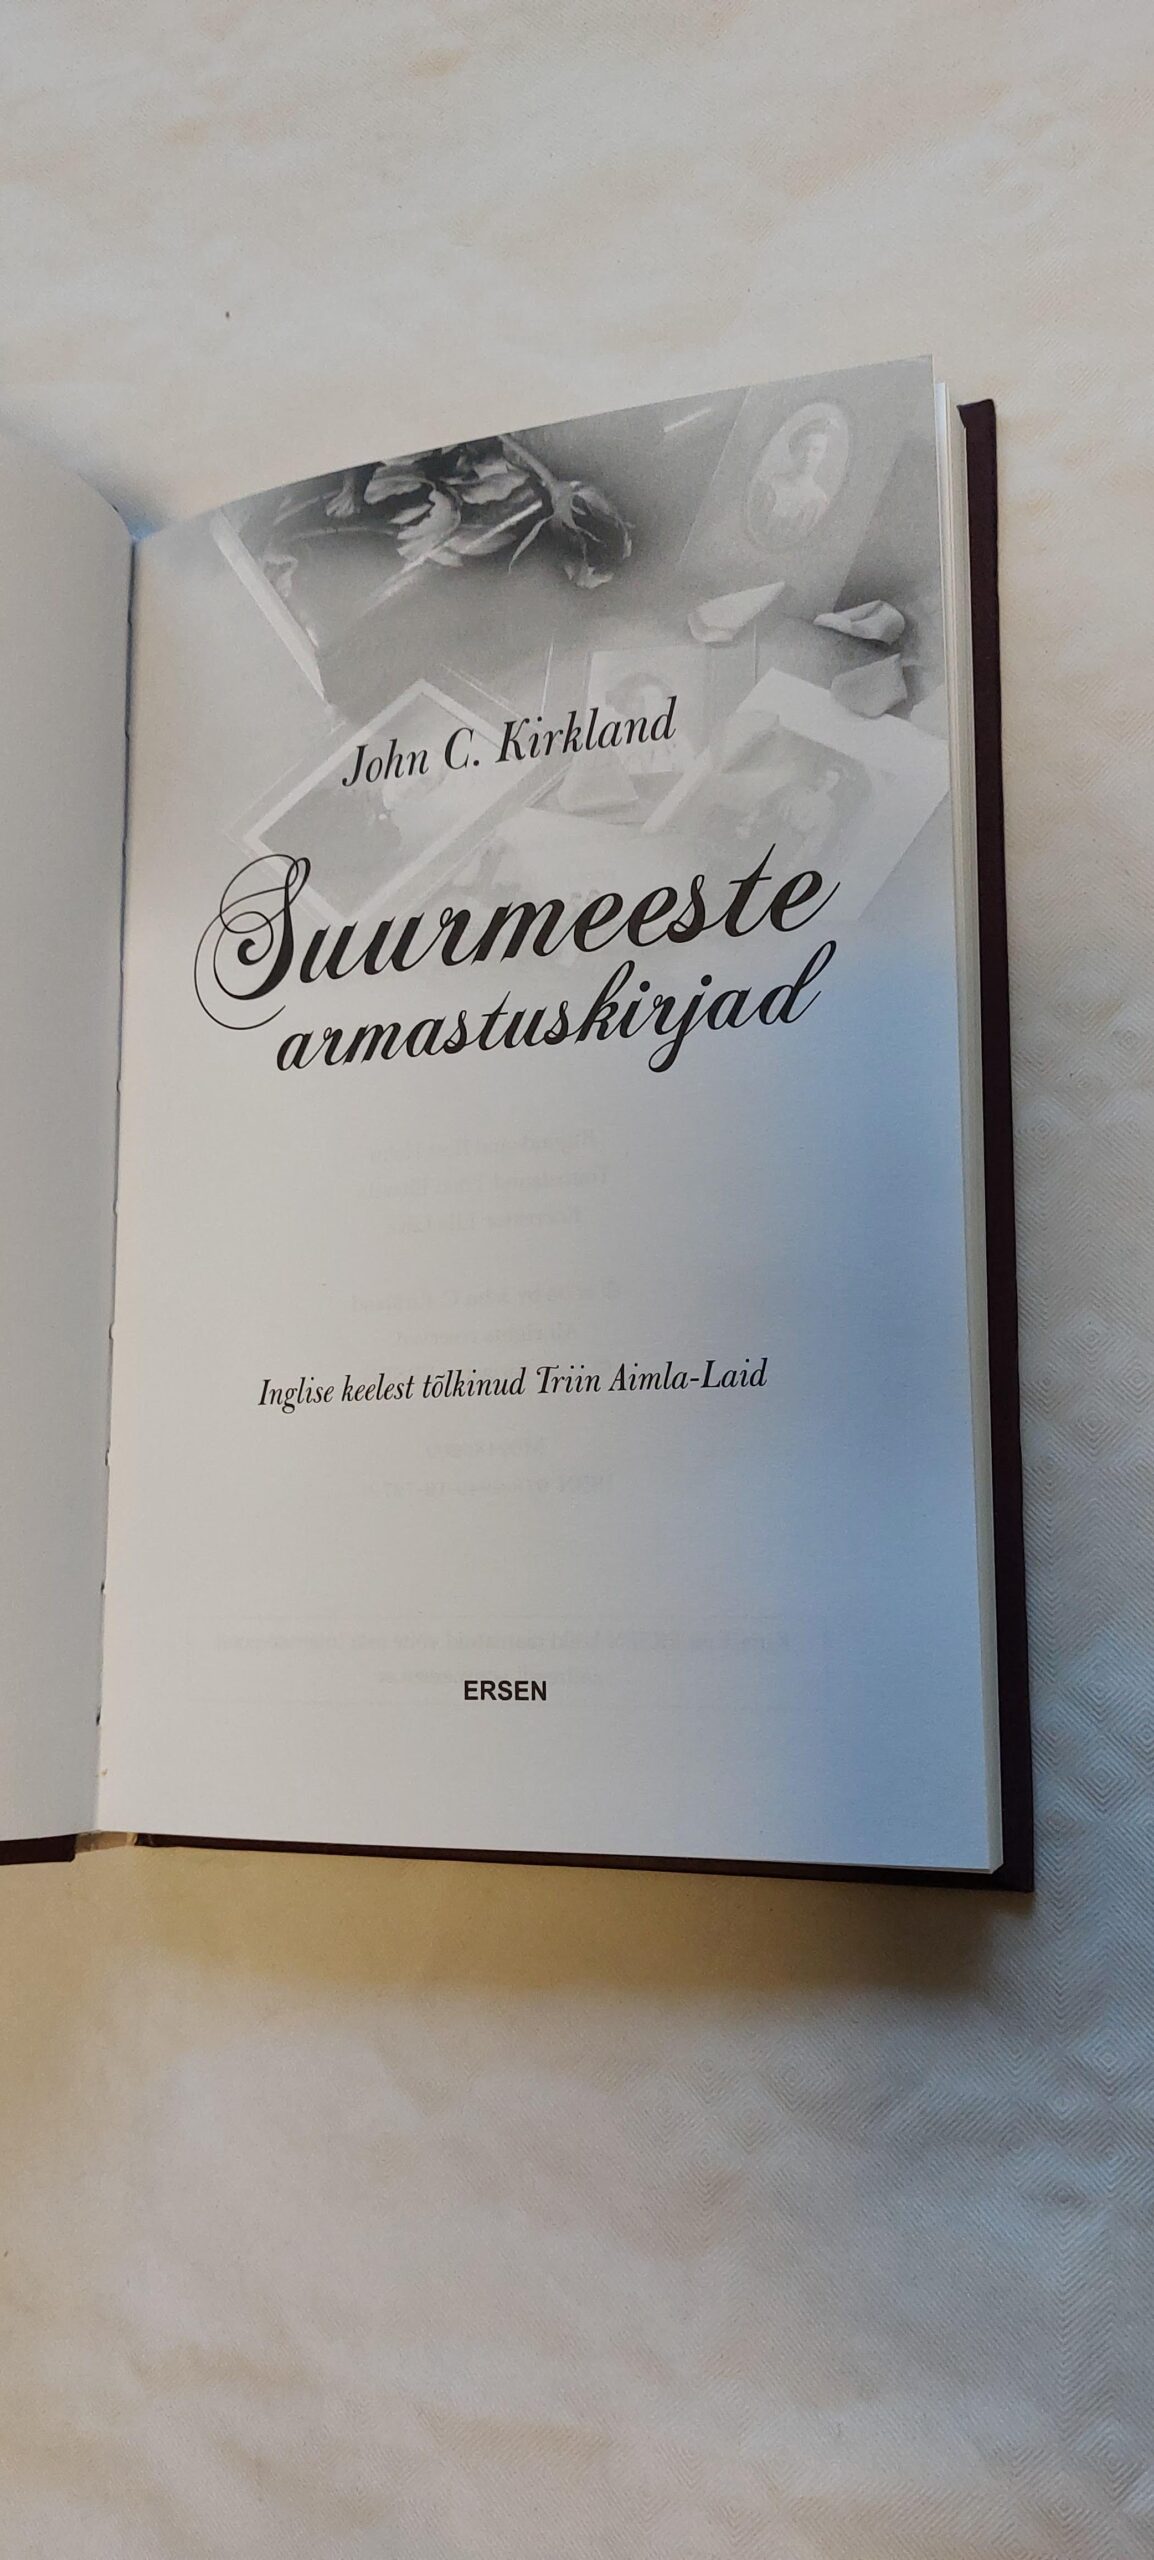 John C. Kirkland
Suurmeeste
armastuskirjad
Inglise keelest tõlkinud Triin Aimla-Laid
ERSEN